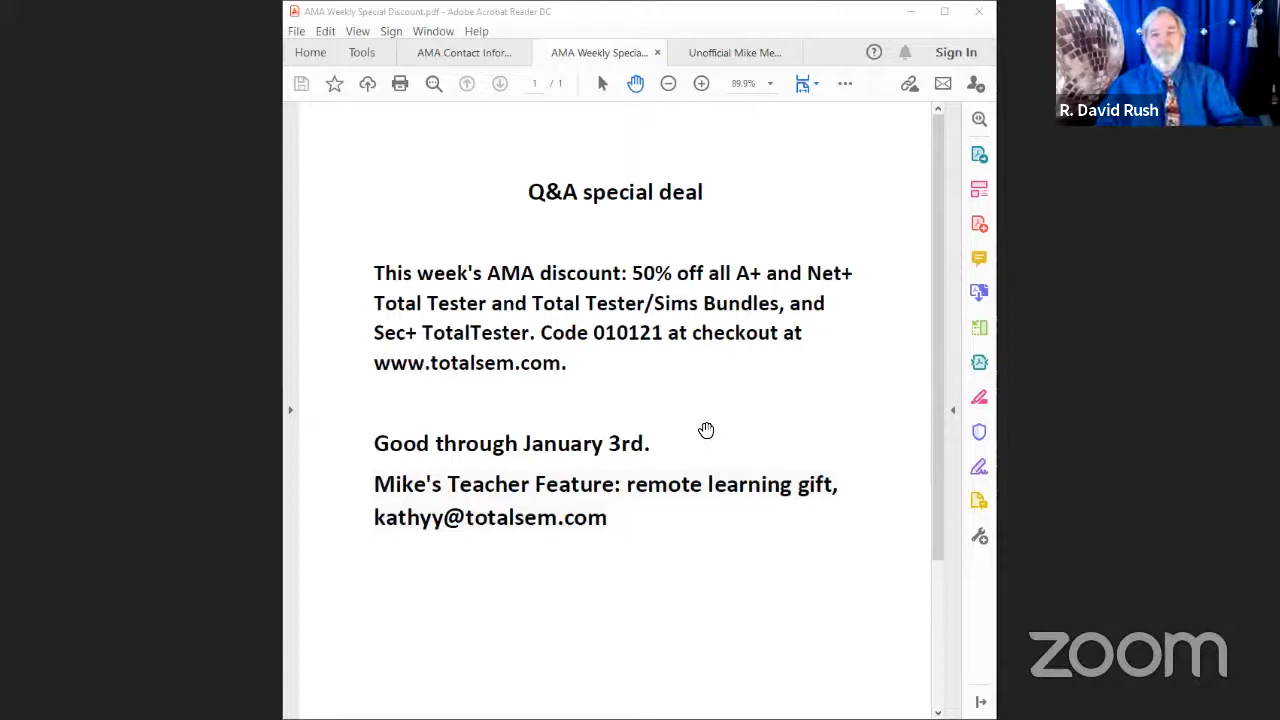 AMA Weekly Special Discount.pdf - Adobe Acrobat Reader DC
File Edit View Sign Window Help
Home Tools AMA Contact Infor... AMA Weekly Specia... × Unofficial Mike Me... Sign In
1 / 1 89.9%
R. David Rush
Q&A special deal
This week's AMA discount: 50% off all A+ and Net+
Total Tester and Total Tester/Sims Bundles, and
Sec+ TotalTester. Code 010121 at checkout at
www.totalsem.com.
Good through January 3rd.
Mike's Teacher Feature: remote learning gift,
kathyy@totalsem.com
zoom